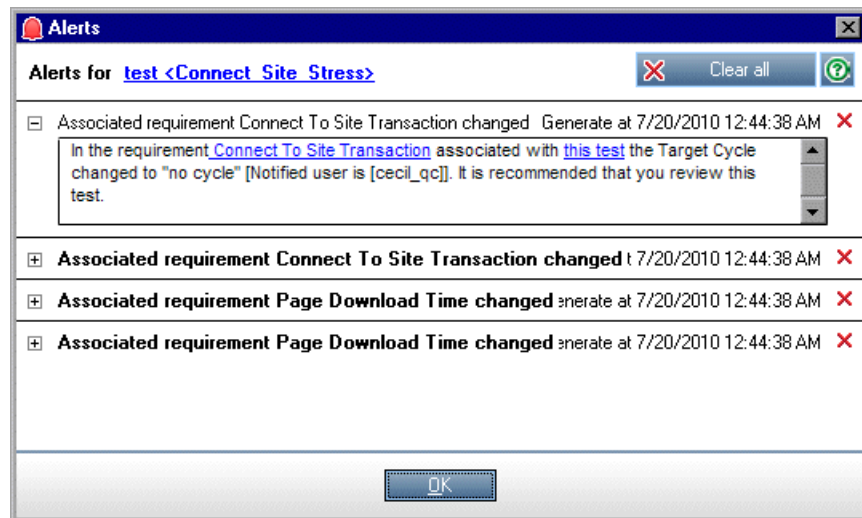 Alerts
Alerts for test <Connect_Site_Stress>
Clear all
Associated requirement Connect To Site Transaction changed Generate at 7/20/2010 12:44:38 AM
In the requirement Connect To Site Transaction associated with this test the Target Cycle
changed to "no cycle" [Notified user is [cecil_qc]]. It is recommended that you review this
test.
Associated requirement Connect To Site Transaction changed t 7/20/2010 12:44:38 AM
Associated requirement Page Download Time changed enerate at 7/20/2010 12:44:38 AM
Associated requirement Page Download Time changed enerate at 7/20/2010 12:44:38 AM
OK